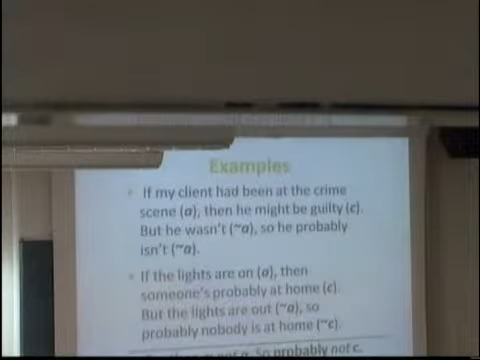 Examples
If my client had been at the crime
scene (a), then he might be guilty (c).
But he wasn't (~a), so he probably
isn't (~a).
If the lights are on (a), then
someone's probably at home (c).
But the lights are out (~a), so
probably nobody is at home (~c).
not a. So probably not c.